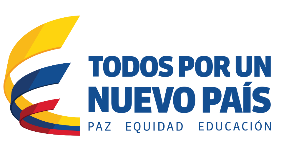 TODOS POR UN
NUEVO PAÍS
PAZ EQUIDAD EDUCACIÓN